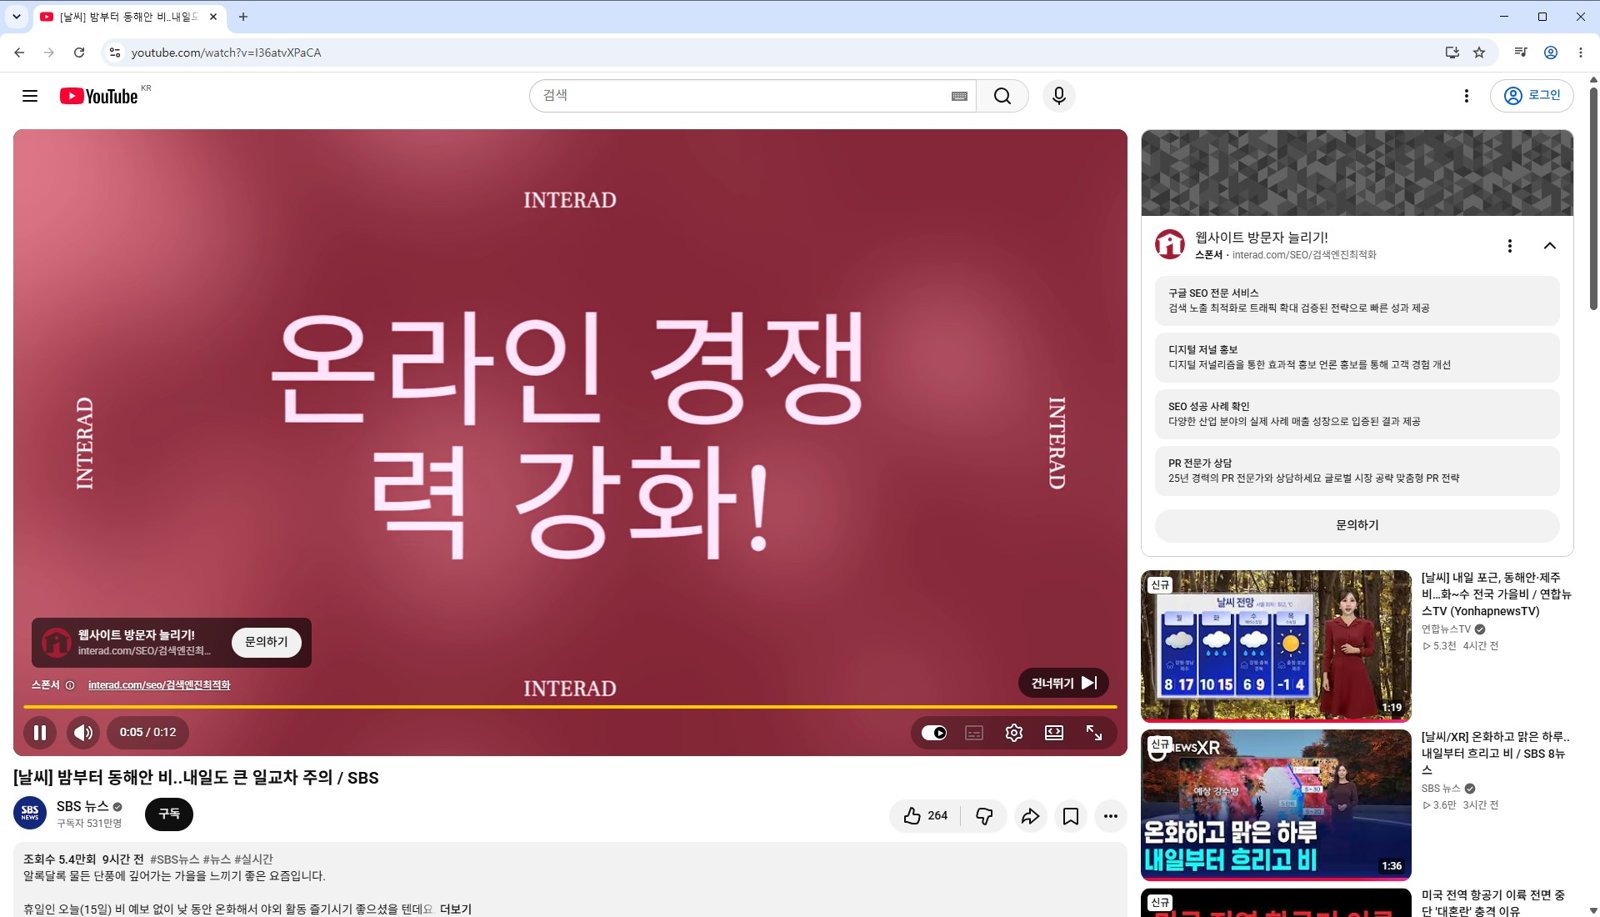 [날씨] 밤부터 동해안 비..내일도
youtube.com/watch?v=I36atvXPaCA
YouTube KR
검색
로그인
INTERAD
온라인 경쟁
력 강화!
INTERAD
INTERAD
INTERAD
웹사이트 방문자 늘리기!
interad.com/SEO/검색엔진최...
문의하기
스폰서
interad.com/seo/검색엔진최적화
건너뛰기
0:05 / 0:12
[날씨] 밤부터 동해안 비..내일도 큰 일교차 주의 / SBS
SBS NEWS
SBS 뉴스
구독자 531만명
구독
264
조회수 5.4만회 9시간 전 #SBS뉴스 #뉴스 #실시간
알록달록 물든 단풍에 깊어가는 가을을 느끼기 좋은 요즘입니다.
휴일인 오늘(15일) 비 예보 없이 낮 동안 온화해서 야외 활동 즐기시기 좋으셨을 텐데요. 더보기
웹사이트 방문자 늘리기!
스폰서 · interad.com/SEO/검색엔진최적화
구글 SEO 전문 서비스
검색 노출 최적화로 트래픽 확대 검증된 전략으로 빠른 성과 제공
디지털 저널 홍보
디지털 저널리즘을 통한 효과적 홍보 언론 홍보를 통해 고객 경험 개선
SEO 성공 사례 확인
다양한 산업 분야의 실제 사례 매출 성장으로 입증된 결과 제공
PR 전문가 상담
25년 경력의 PR 전문가와 상담하세요 글로벌 시장 공략 맞춤형 PR 전략
문의하기
신규
날씨 전망
월 화 수 목
8 17 10 15 6 9 -1 4
1:19
[날씨] 내일 포근, 동해안·제주
비…화~수 전국 가을비 / 연합뉴
스TV (YonhapnewsTV)
연합뉴스TV
5.3천 4시간 전
신규
NEWSXR
예상 강수량
온화하고 맑은 하루
내일부터 흐리고 비
1:36
[날씨/XR] 온화하고 맑은 하루..
내일부터 흐리고 비 / SBS 8뉴
스
SBS 뉴스
3.6만 3시간 전
신규
미국 전역 항공기 이륙 전면 중
단 '대혼란' 충격 이유